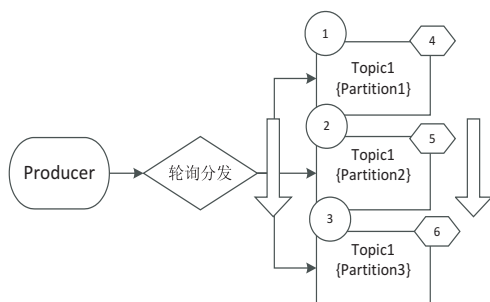 Producer
轮询分发
1
4
Topic1
{Partition1}
2
5
Topic1
{Partition2}
3
6
Topic1
{Partition3}